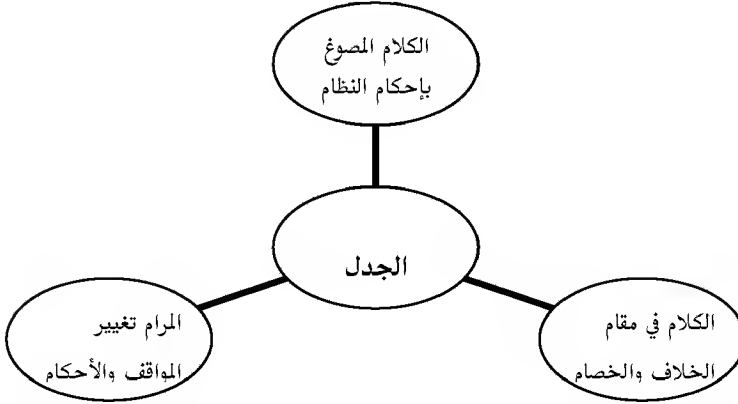 الكلام المصوغ
بإحكام النظام
الجدل
الكلام في مقام
الخلاف والخصام
المرام تغيير
المواقف والأحكام